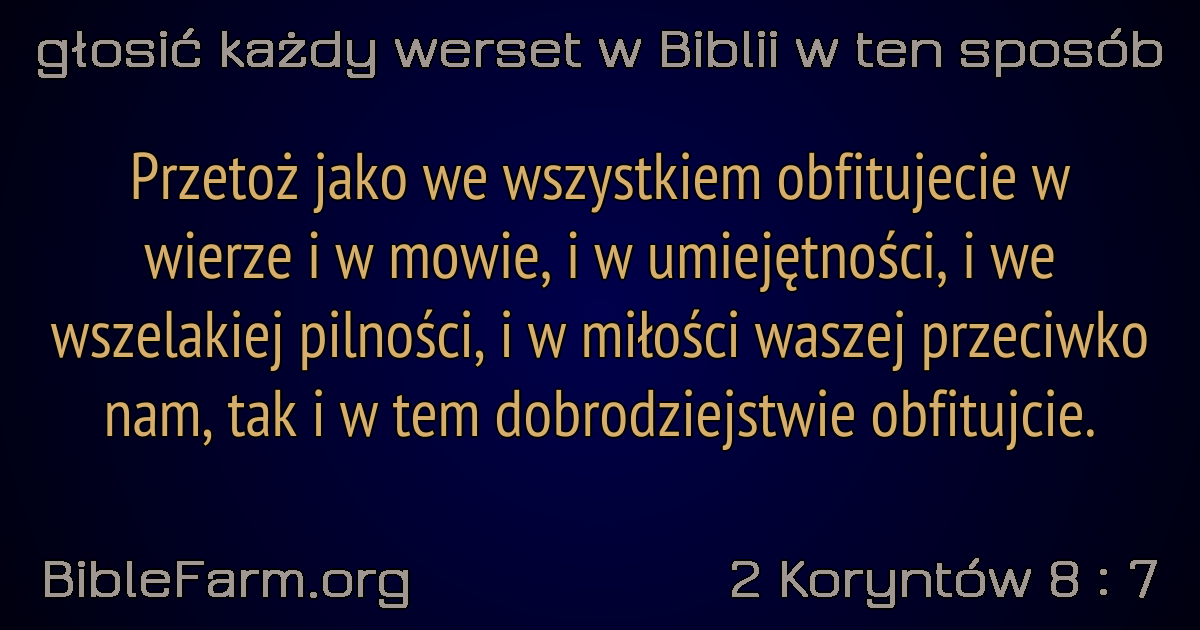 głosić każdy werset w Biblii w ten sposób
Przetoż jako we wszystkiem obfitujecie w
wierze i w mowie, i w umiejętności, i we
wszelakiej pilności, i w miłości waszej przeciwko
nam, tak i w tem dobrodziejstwie obfitujcie.
BibleFarm.org
2 Koryntów 8 : 7